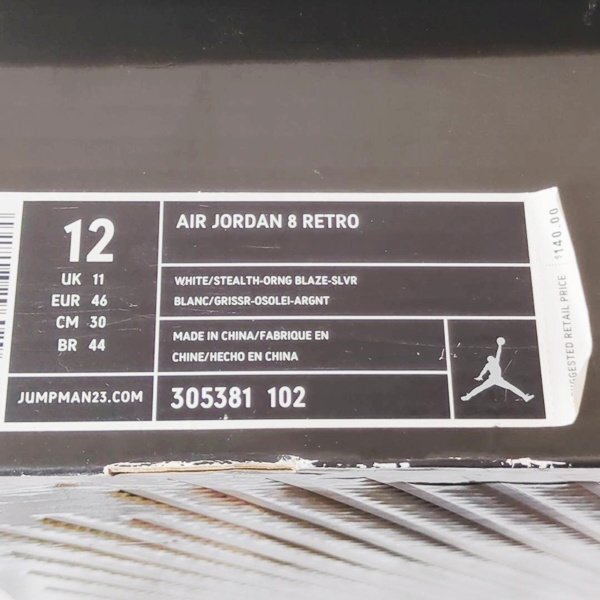 12
UK 11
EUR 46
CM 30
BR 44
JUMPMAN23.COM
AIR JORDAN 8 RETRO
WHITE/STEALTH-ORNG BLAZE-SLVR
BLANC/GRISSR-OSOLEI-ARGNT
MADE IN CHINA/FABRIQUE EN
CHINE/HECHO EN CHINA
305381 102
SUGGESTED RETAIL PRICE $140.00